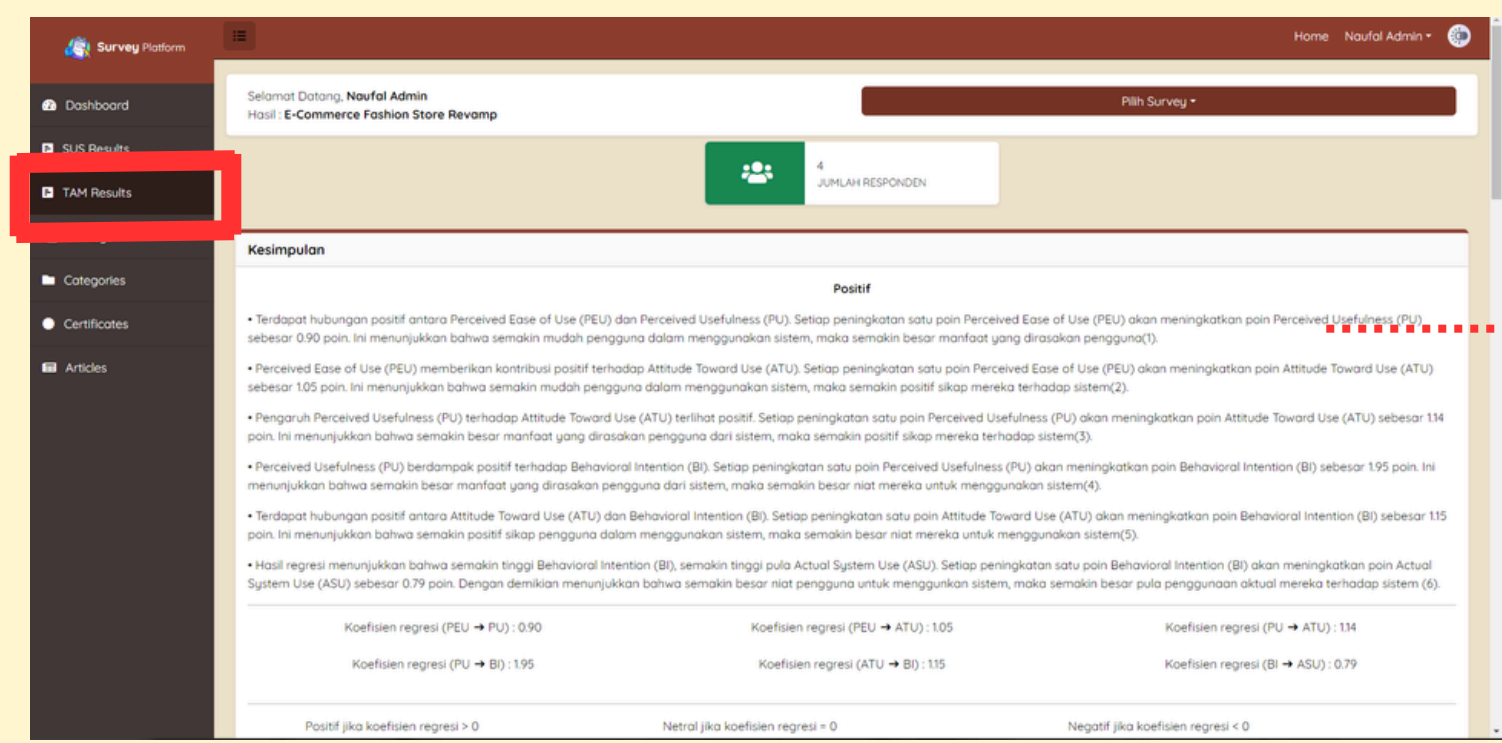 Survey Platform
Home Naufal Admin
Dashboard
SUS Results
TAM Results
Categories
Certificates
Articles
Selamat Datang, Naufal Admin
Hasil : E-Commerce Fashion Store Revamp
Pilih Survey
4
JUMLAH RESPONDEN
Kesimpulan
Positif
• Terdapat hubungan positif antara Perceived Ease of Use (PEU) dan Perceived Usefulness (PU). Setiap peningkatan satu poin Perceived Ease of Use (PEU) akan meningkatkan poin Perceived Usefulness (PU)
sebesar 0.90 poin. Ini menunjukkan bahwa semakin mudah pengguna dalam menggunakan sistem, maka semakin besar manfaat yang dirasakan pengguna(1).
• Perceived Ease of Use (PEU) memberikan kontribusi positif terhadap Attitude Toward Use (ATU). Setiap peningkatan satu poin Perceived Ease of Use (PEU) akan meningkatkan poin Attitude Toward Use (ATU)
sebesar 1.05 poin. Ini menunjukkan bahwa semakin mudah pengguna dalam menggunakan sistem, maka semakin positif sikap mereka terhadap sistem(2).
• Pengaruh Perceived Usefulness (PU) terhadap Attitude Toward Use (ATU) terlihat positif. Setiap peningkatan satu poin Perceived Usefulness (PU) akan meningkatkan poin Attitude Toward Use (ATU) sebesar 1.14
poin. Ini menunjukkan bahwa semakin besar manfaat yang dirasakan pengguna dari sistem, maka semakin positif sikap mereka terhadap sistem(3).
• Perceived Usefulness (PU) berdampak positif terhadap Behavioral Intention (BI). Setiap peningkatan satu poin Perceived Usefulness (PU) akan meningkatkan poin Behavioral Intention (BI) sebesar 1.95 poin. Ini
menunjukkan bahwa semakin besar manfaat yang dirasakan pengguna dari sistem, maka semakin besar niat mereka untuk menggunakan sistem(4).
• Terdapat hubungan positif antara Attitude Toward Use (ATU) dan Behavioral Intention (BI). Setiap peningkatan satu poin Attitude Toward Use (ATU) akan meningkatkan poin Behavioral Intention (BI) sebesar 1.15
poin. Ini menunjukkan bahwa semakin positif sikap pengguna dalam menggunakan sistem, maka semakin besar niat mereka untuk menggunakan sistem(5).
• Hasil regresi menunjukkan bahwa semakin tinggi Behavioral Intention (BI), semakin tinggi pula Actual System Use (ASU). Setiap peningkatan satu poin Behavioral Intention (BI) akan meningkatkan poin Actual
System Use (ASU) sebesar 0.79 poin. Dengan demikian menunjukkan bahwa semakin besar niat pengguna untuk menggunkan sistem, maka semakin besar pula penggunaan aktual mereka terhadap sistem (6).
Koefisien regresi (PEU → PU) : 0.90
Koefisien regresi (PEU → ATU) : 1.05
Koefisien regresi (PU → ATU) : 1.14
Koefisien regresi (PU → BI) : 1.95
Koefisien regresi (ATU → BI) : 1.15
Koefisien regresi (BI → ASU) : 0.79
Positif jika koefisien regresi > 0
Netral jika koefisien regresi = 0
Negatif jika koefisien regresi < 0